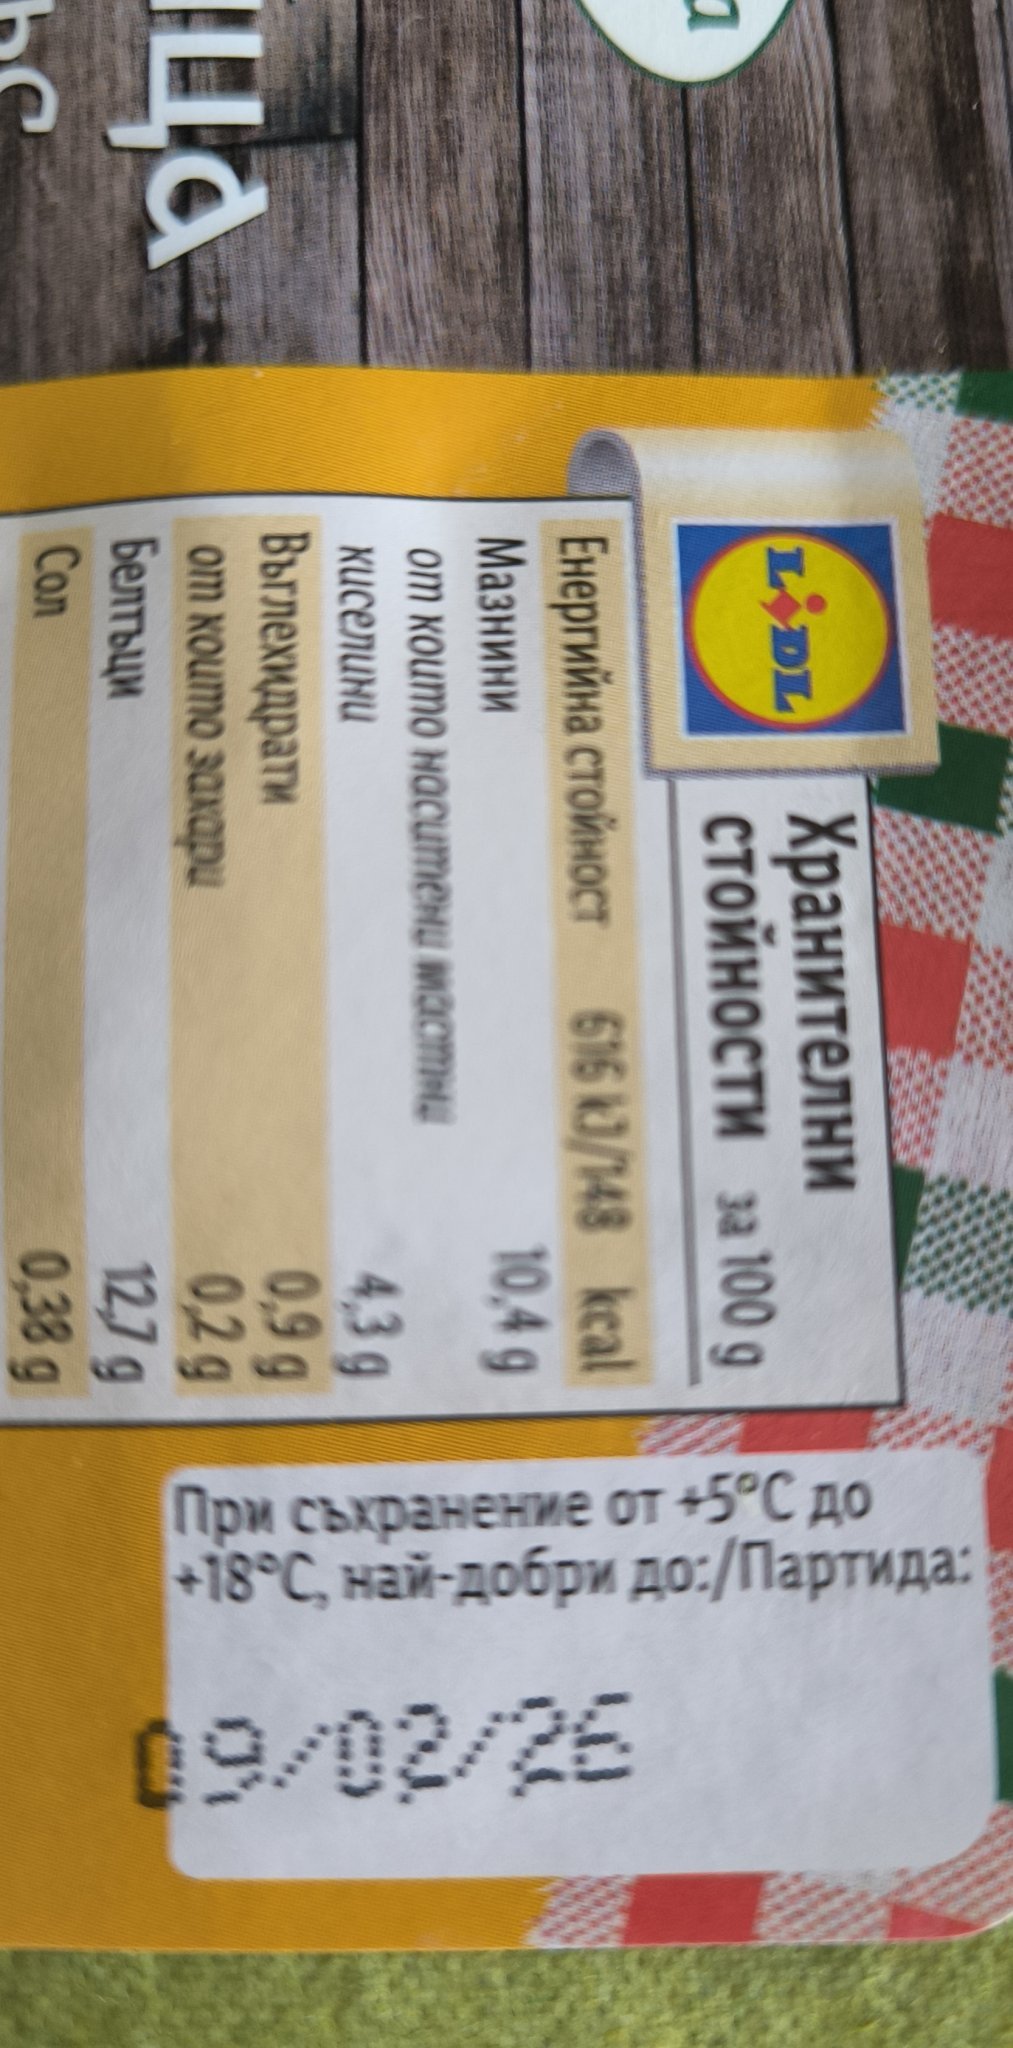 LIDL
Хранителни
стойности за 100 g
Енергийна стойност 616 kJ/148 kcal
Мазнини 10,4 g
от които наситени мастни
киселини 4,3 g
Въглехидрати 0,9 g
от които захари 0,2 g
Белтъци 12,7 g
Сол 0,38 g
При съхранение от +5°C до
+18°C, най-добри до:/Партида:
09/02/26